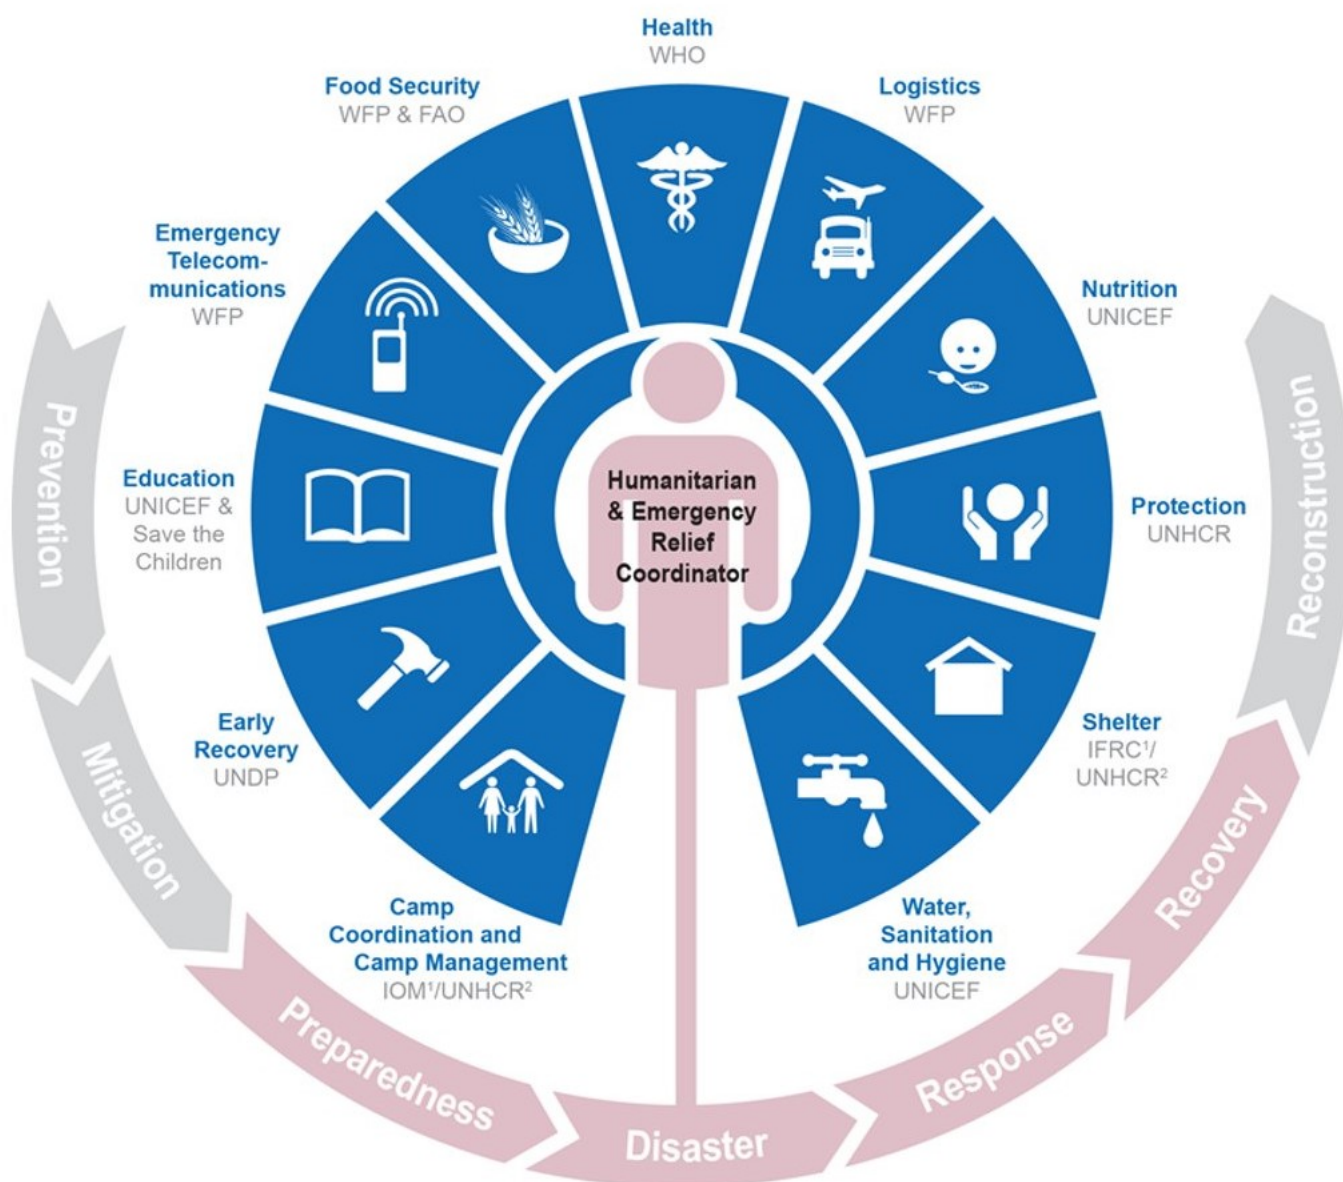 Health
WHO
Food Security
WFP & FAO
Logistics
WFP
Emergency
Telecom-
munications
WFP
Nutrition
UNICEF
Education
UNICEF &
Save the
Children
Protection
UNHCR
Humanitarian
& Emergency
Relief
Coordinator
Early
Recovery
UNDP
Shelter
IFRC¹/
UNHCR²
Camp
Coordination and
Camp Management
IOM¹/UNHCR²
Water,
Sanitation
and Hygiene
UNICEF
Prevention
Mitigation
Preparedness
Disaster
Response
Recovery
Reconstruction